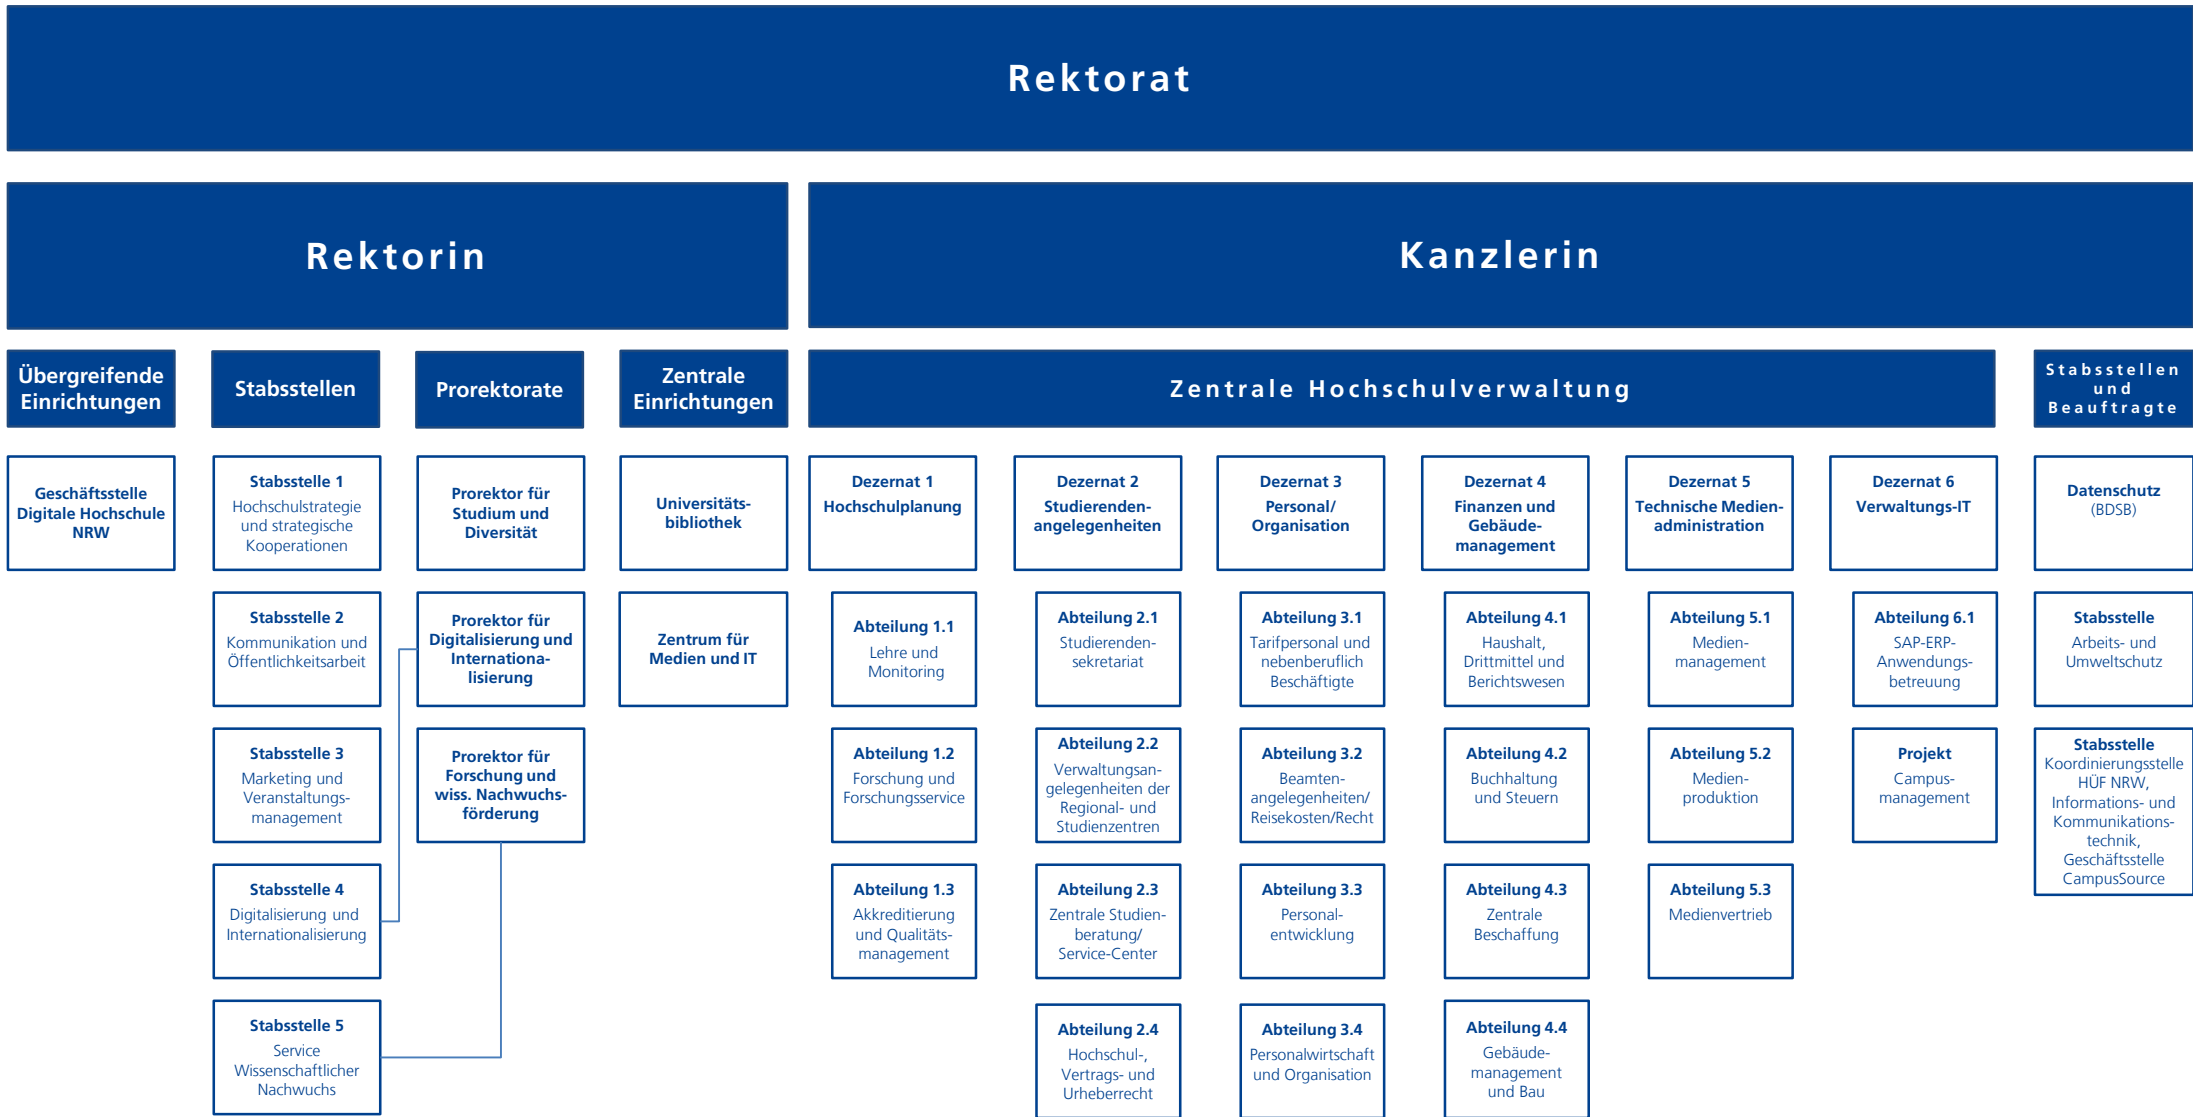 Rektorat
Rektorin
Kanzlerin
Übergreifende
Einrichtungen
Stabsstellen
Prorektorate
Zentrale
Einrichtungen
Zentrale Hochschulverwaltung
Stabsstellen
und
Beauftragte
Geschäftsstelle
Digitale Hochschule
NRW
Stabsstelle 1
Hochschulstrategie
und strategische
Kooperationen
Prorektor für
Studium und
Diversität
Universitäts-
bibliothek
Dezernat 1
Hochschulplanung
Dezernat 2
Studierenden-
angelegenheiten
Dezernat 3
Personal/
Organisation
Dezernat 4
Finanzen und
Gebäude-
management
Dezernat 5
Technische Medien-
administration
Dezernat 6
Verwaltungs-IT
Datenschutz
(BDSB)
Stabsstelle 2
Kommunikation und
Öffentlichkeitsarbeit
Prorektor für
Digitalisierung und
Internationa-
lisierung
Zentrum für
Medien und IT
Abteilung 1.1
Lehre und
Monitoring
Abteilung 2.1
Studierenden-
sekretariat
Abteilung 3.1
Tarifpersonal und
nebenberuflich
Beschäftigte
Abteilung 4.1
Haushalt,
Drittmittel und
Berichtswesen
Abteilung 5.1
Medien-
management
Abteilung 6.1
SAP-ERP-
Anwendungs-
betreuung
Stabsstelle
Arbeits- und
Umweltschutz
Stabsstelle 3
Marketing und
Veranstaltungs-
management
Prorektor für
Forschung und
wiss. Nachwuchs-
förderung
Abteilung 1.2
Forschung und
Forschungsservice
Abteilung 2.2
Verwaltungsan-
gelegenheiten der
Regional- und
Studienzentren
Abteilung 3.2
Beamten-
angelegenheiten/
Reisekosten/Recht
Abteilung 4.2
Buchhaltung
und Steuern
Abteilung 5.2
Medien-
produktion
Projekt
Campus-
management
Stabsstelle
Koordinierungsstelle
HÜF NRW,
Informations- und
Kommunikations-
technik,
Geschäftsstelle
CampusSource
Stabsstelle 4
Digitalisierung und
Internationalisierung
Abteilung 1.3
Akkreditierung
und Qualitäts-
management
Abteilung 2.3
Zentrale Studien-
beratung/
Service-Center
Abteilung 3.3
Personal-
entwicklung
Abteilung 4.3
Zentrale
Beschaffung
Abteilung 5.3
Medienvertrieb
Stabsstelle 5
Service
Wissenschaftlicher
Nachwuchs
Abteilung 2.4
Hochschul-,
Vertrags- und
Urheberrecht
Abteilung 3.4
Personalwirtschaft
und Organisation
Abteilung 4.4
Gebäude-
management
und Bau